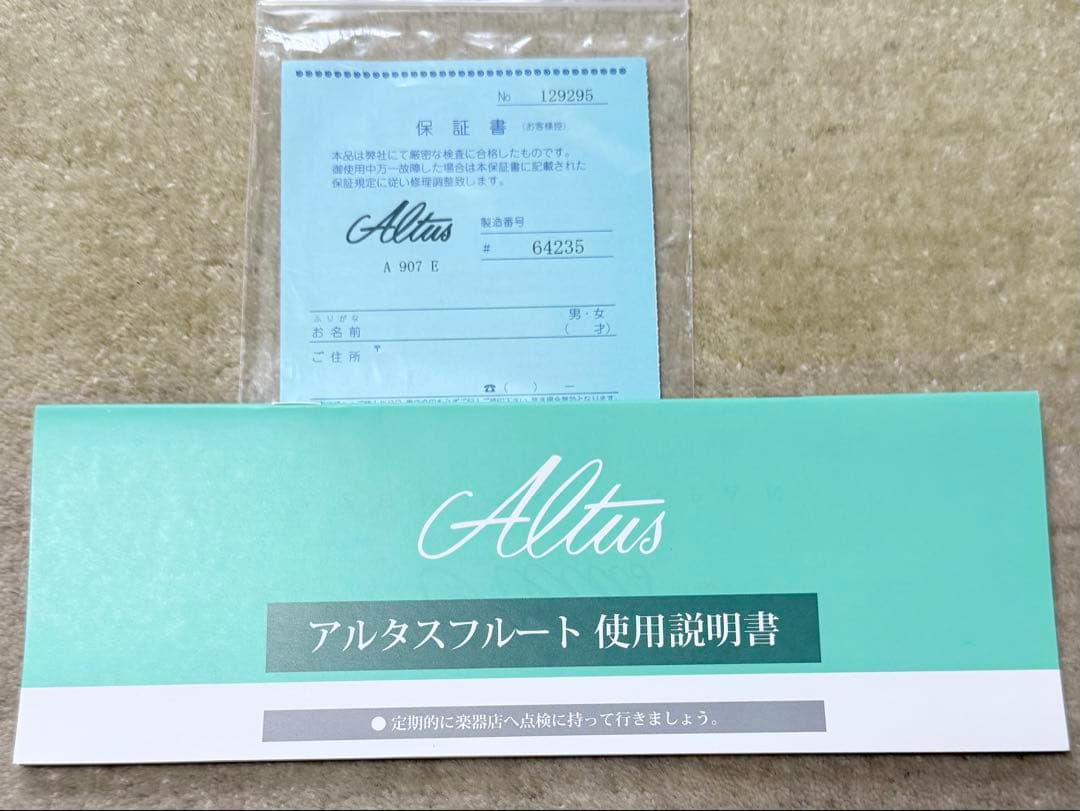 No 129295
保証書 (お客様控)
本品は弊社にて厳密な検査に合格したものです。
御使用中万一故障した場合は本保証書に記載された
保証規定に従い修理調整致します。
Altus
製造番号
# 64235
A 907 E
ふりがな
お名前
男・女
( 才)
ご住所 〒
☎ ( ) ー
Altus
アルタスフルート 使用説明書
● 定期的に楽器店へ点検に持って行きましょう。